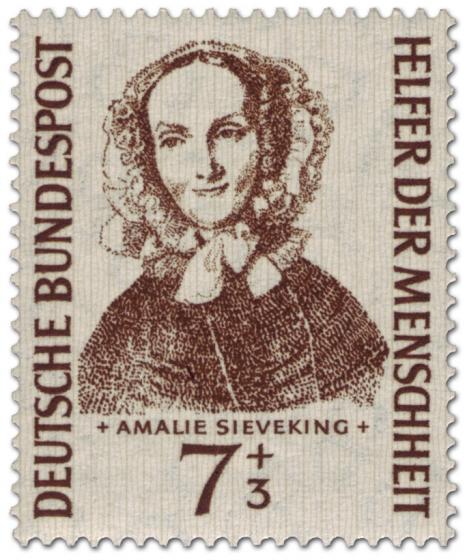 DEUTSCHE BUNDESPOST
HELFER DER MENSCHHEIT
+ AMALIE SIEVEKING +
7 + 3